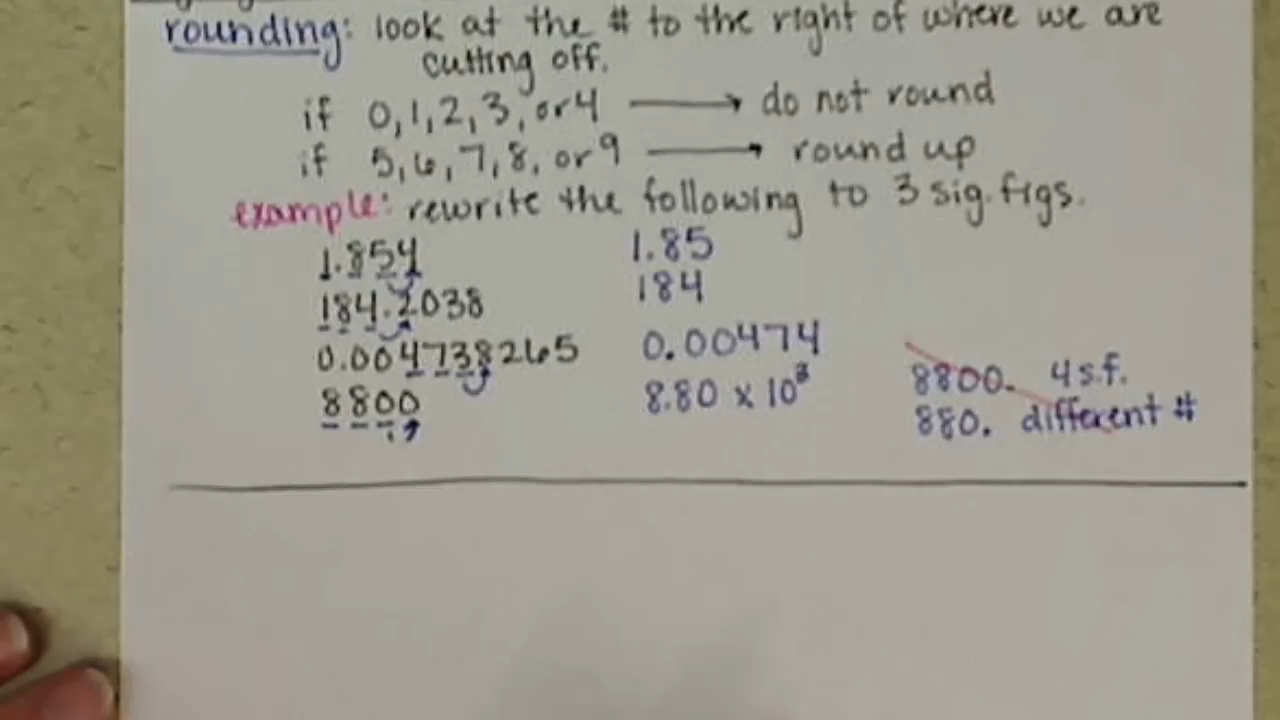 rounding: look at the # to the right of where we are
cutting off.
if 0,1,2,3, or 4 → do not round
if 5,6,7,8, or 9 → round up
example: rewrite the following to 3 sig. figs.
1.854 1.85
184.2038 184
0.004738265 0.00474
8800 8.80 x 10³
8800. 4 s.f.
880. different #